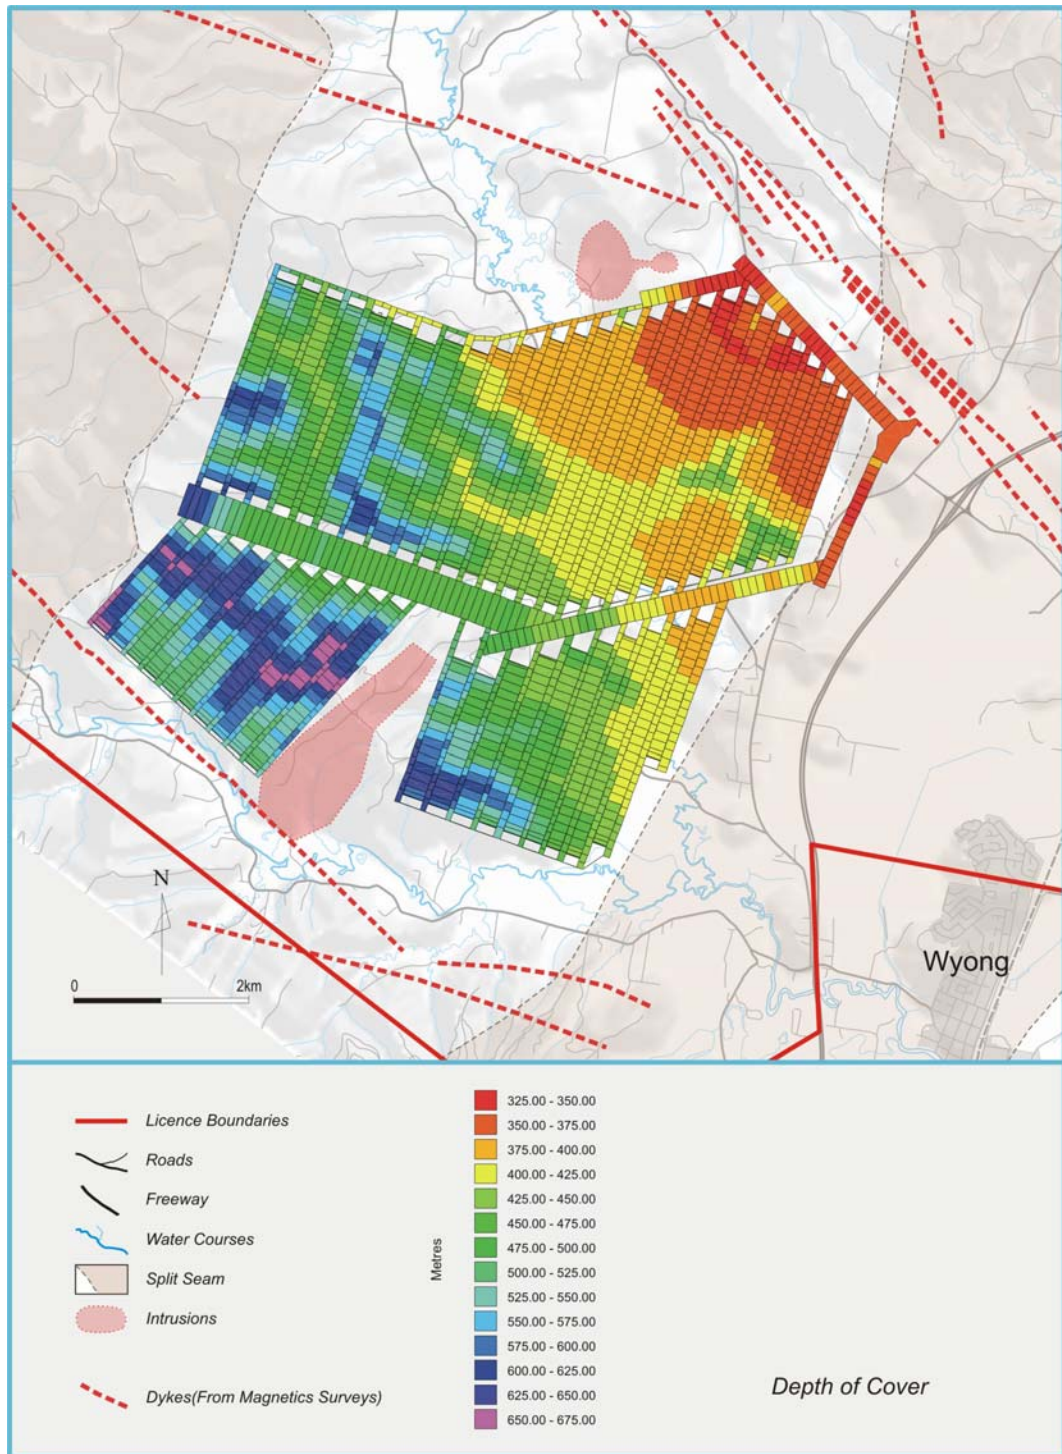 N
0 2km
Wyong
Licence Boundaries
Roads
Freeway
Water Courses
Split Seam
Intrusions
Dykes(From Magnetics Surveys)
Metres
325.00 - 350.00
350.00 - 375.00
375.00 - 400.00
400.00 - 425.00
425.00 - 450.00
450.00 - 475.00
475.00 - 500.00
500.00 - 525.00
525.00 - 550.00
550.00 - 575.00
575.00 - 600.00
600.00 - 625.00
625.00 - 650.00
650.00 - 675.00
Depth of Cover